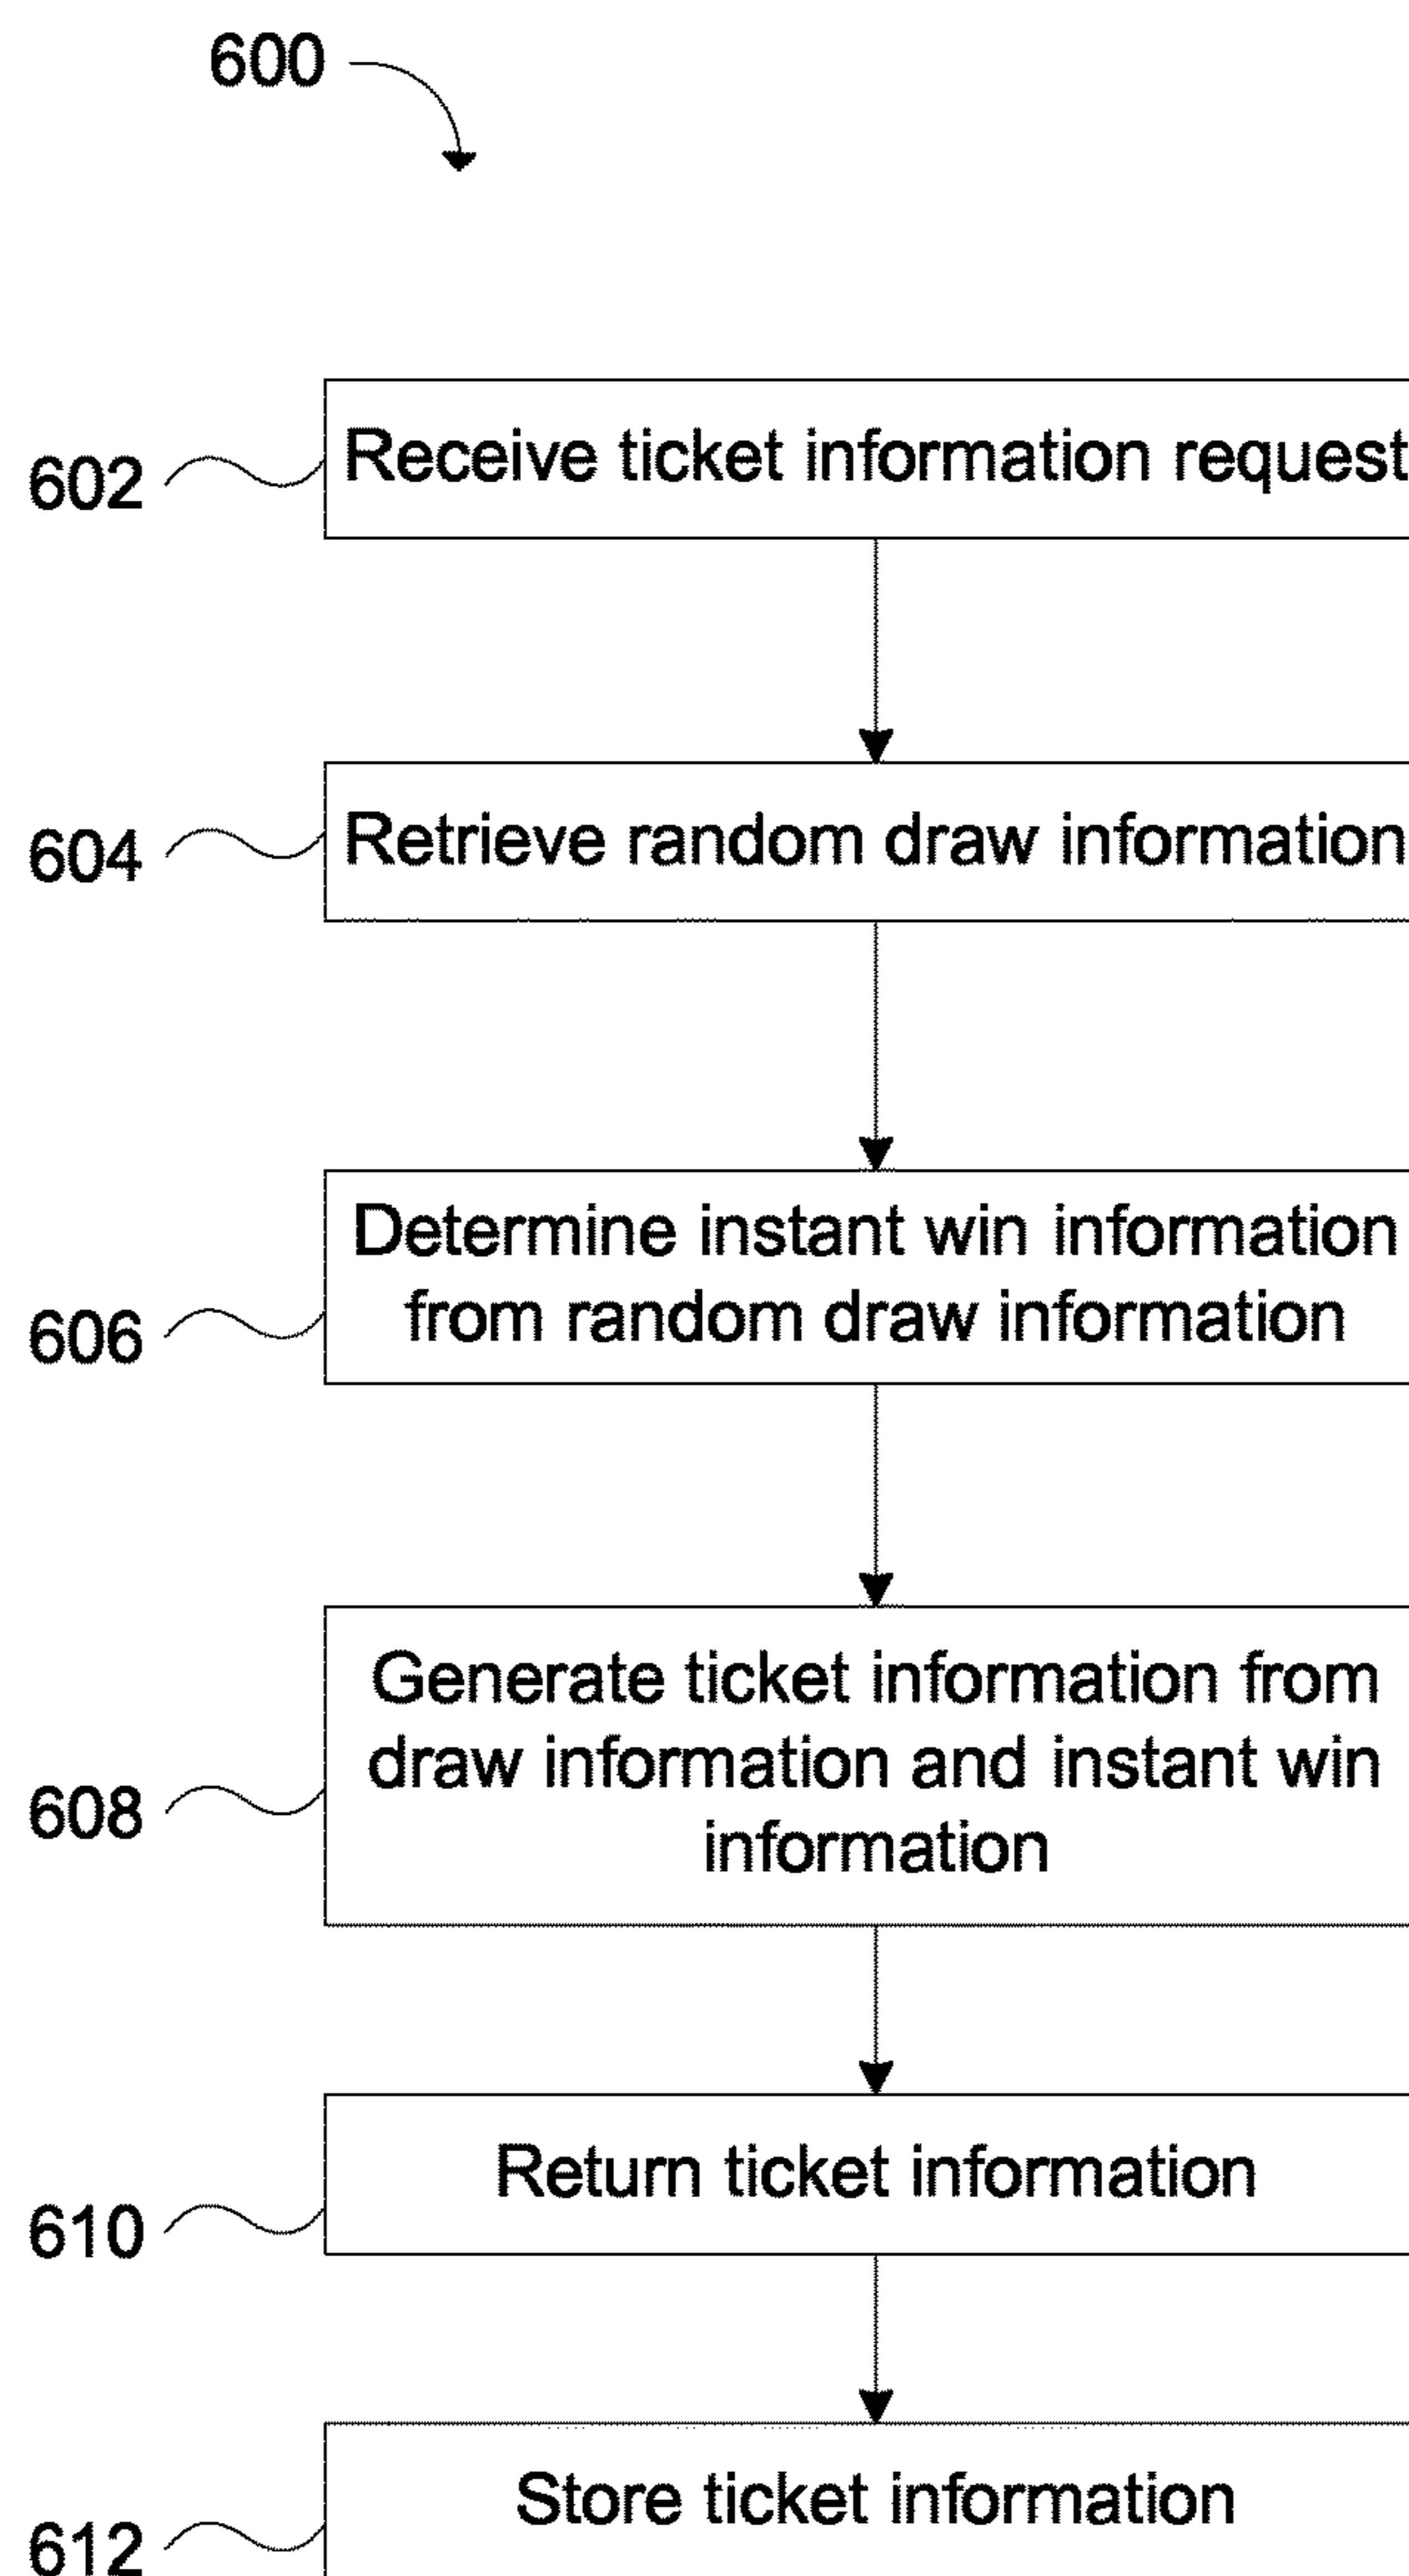 600
602
Receive ticket information request
604
Retrieve random draw information
606
Determine instant win information
from random draw information
608
Generate ticket information from
draw information and instant win
information
610
Return ticket information
612
Store ticket information